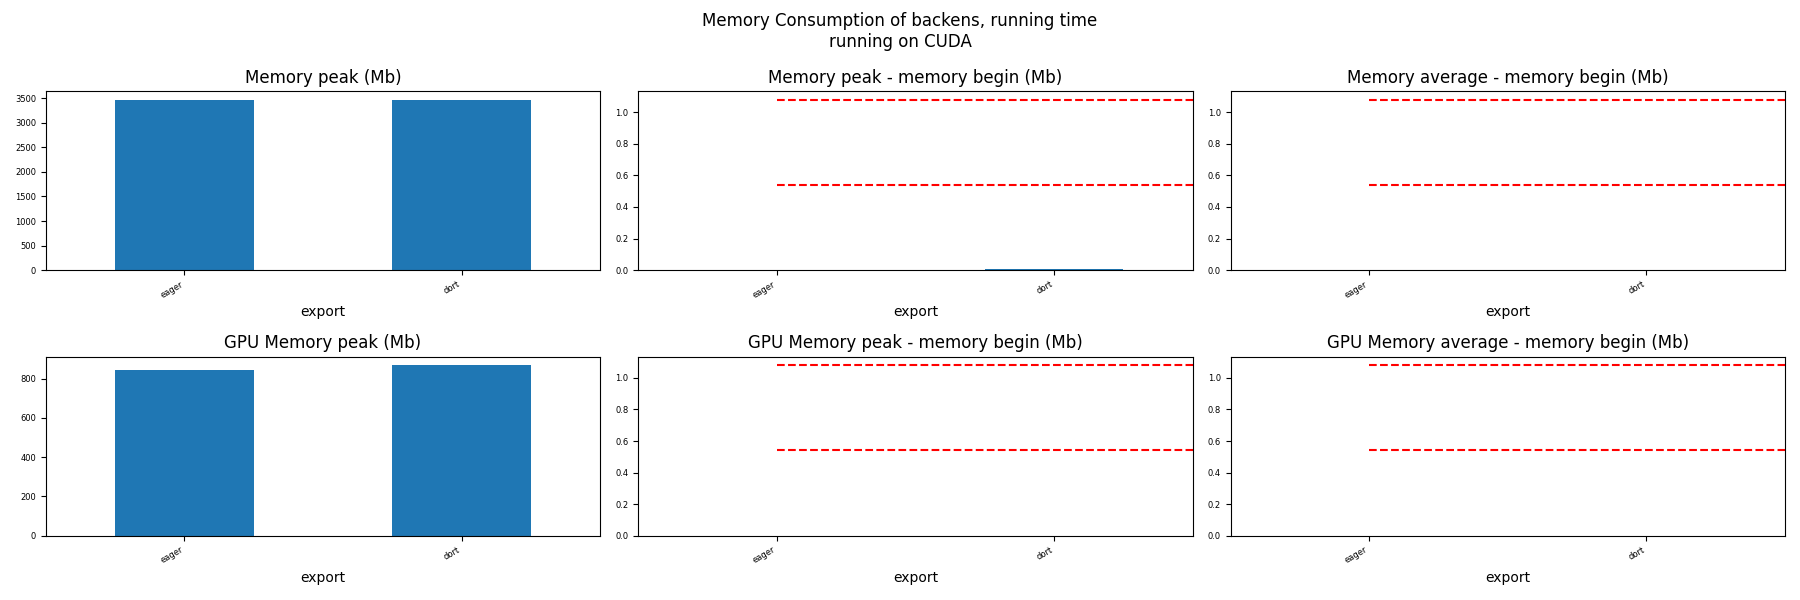 Memory Consumption of backens, running time
running on CUDA
Memory peak (Mb)
3500
3000
2500
2000
1500
1000
500
0
eager
dort
export
Memory peak - memory begin (Mb)
1.0
0.8
0.6
0.4
0.2
0.0
eager
dort
export
Memory average - memory begin (Mb)
1.0
0.8
0.6
0.4
0.2
0.0
eager
dort
export
GPU Memory peak (Mb)
800
600
400
200
0
eager
dort
export
GPU Memory peak - memory begin (Mb)
1.0
0.8
0.6
0.4
0.2
0.0
eager
dort
export
GPU Memory average - memory begin (Mb)
1.0
0.8
0.6
0.4
0.2
0.0
eager
dort
export